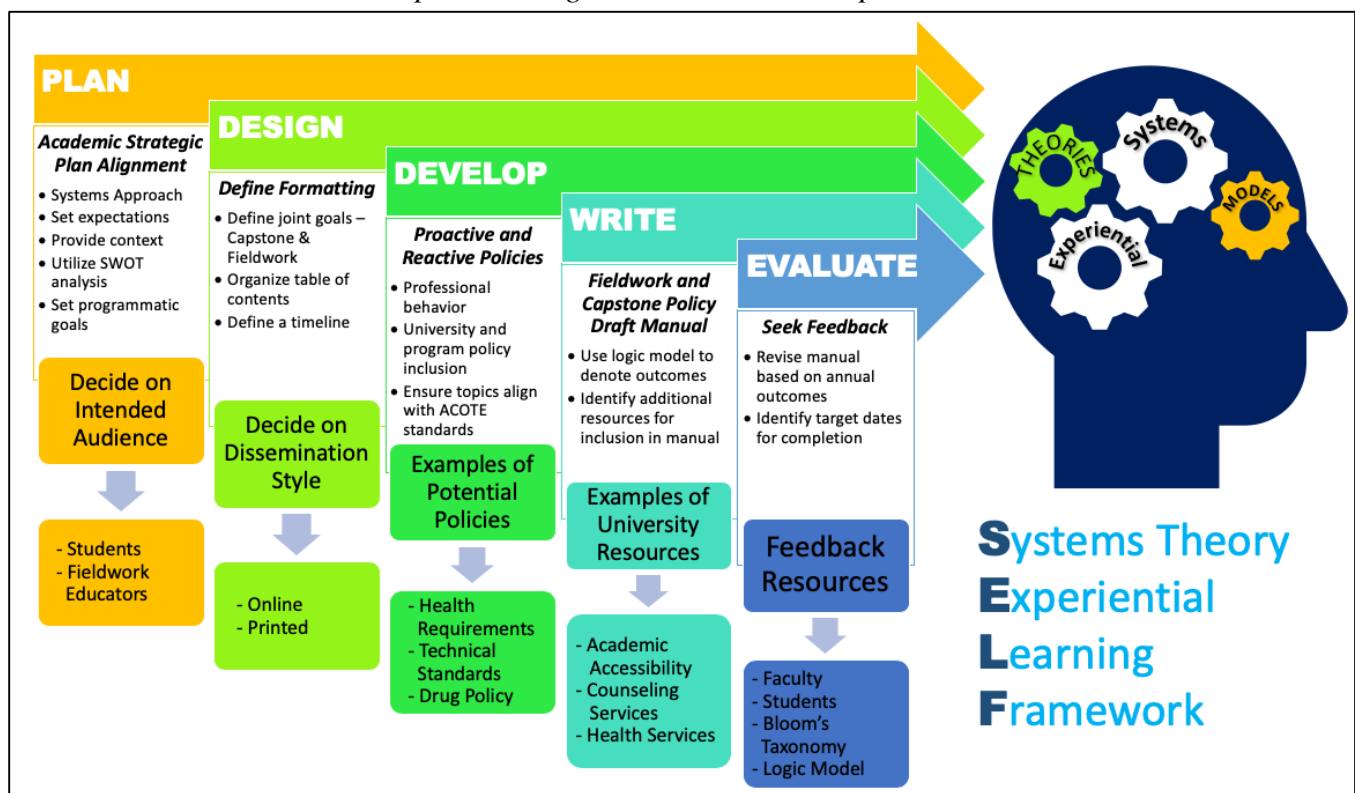 PLAN
Academic Strategic
Plan Alignment
• Systems Approach
• Set expectations
• Provide context
• Utilize SWOT
analysis
• Set programmatic
goals
Decide on
Intended
Audience
- Students
- Fieldwork
Educators
DESIGN
Define Formatting
• Define joint goals –
Capstone &
Fieldwork
• Organize table of
contents
• Define a timeline
Decide on
Dissemination
Style
- Online
- Printed
DEVELOP
Proactive and
Reactive Policies
• Professional
behavior
• University and
program policy
inclusion
• Ensure topics align
with ACOTE
standards
Examples of
Potential
Policies
- Health
Requirements
- Technical
Standards
- Drug Policy
WRITE
Fieldwork and
Capstone Policy
Draft Manual
• Use logic model to
denote outcomes
• Identify additional
resources for
inclusion in manual
Examples of
University
Resources
- Academic
Accessibility
- Counseling
Services
- Health Services
EVALUATE
Seek Feedback
• Revise manual
based on annual
outcomes
• Identify target dates
for completion
Feedback
Resources
- Faculty
- Students
- Bloom's
Taxonomy
- Logic Model
THEORIES
Systems
MODELS
Experiential
Systems Theory
Experiential
Learning
Framework